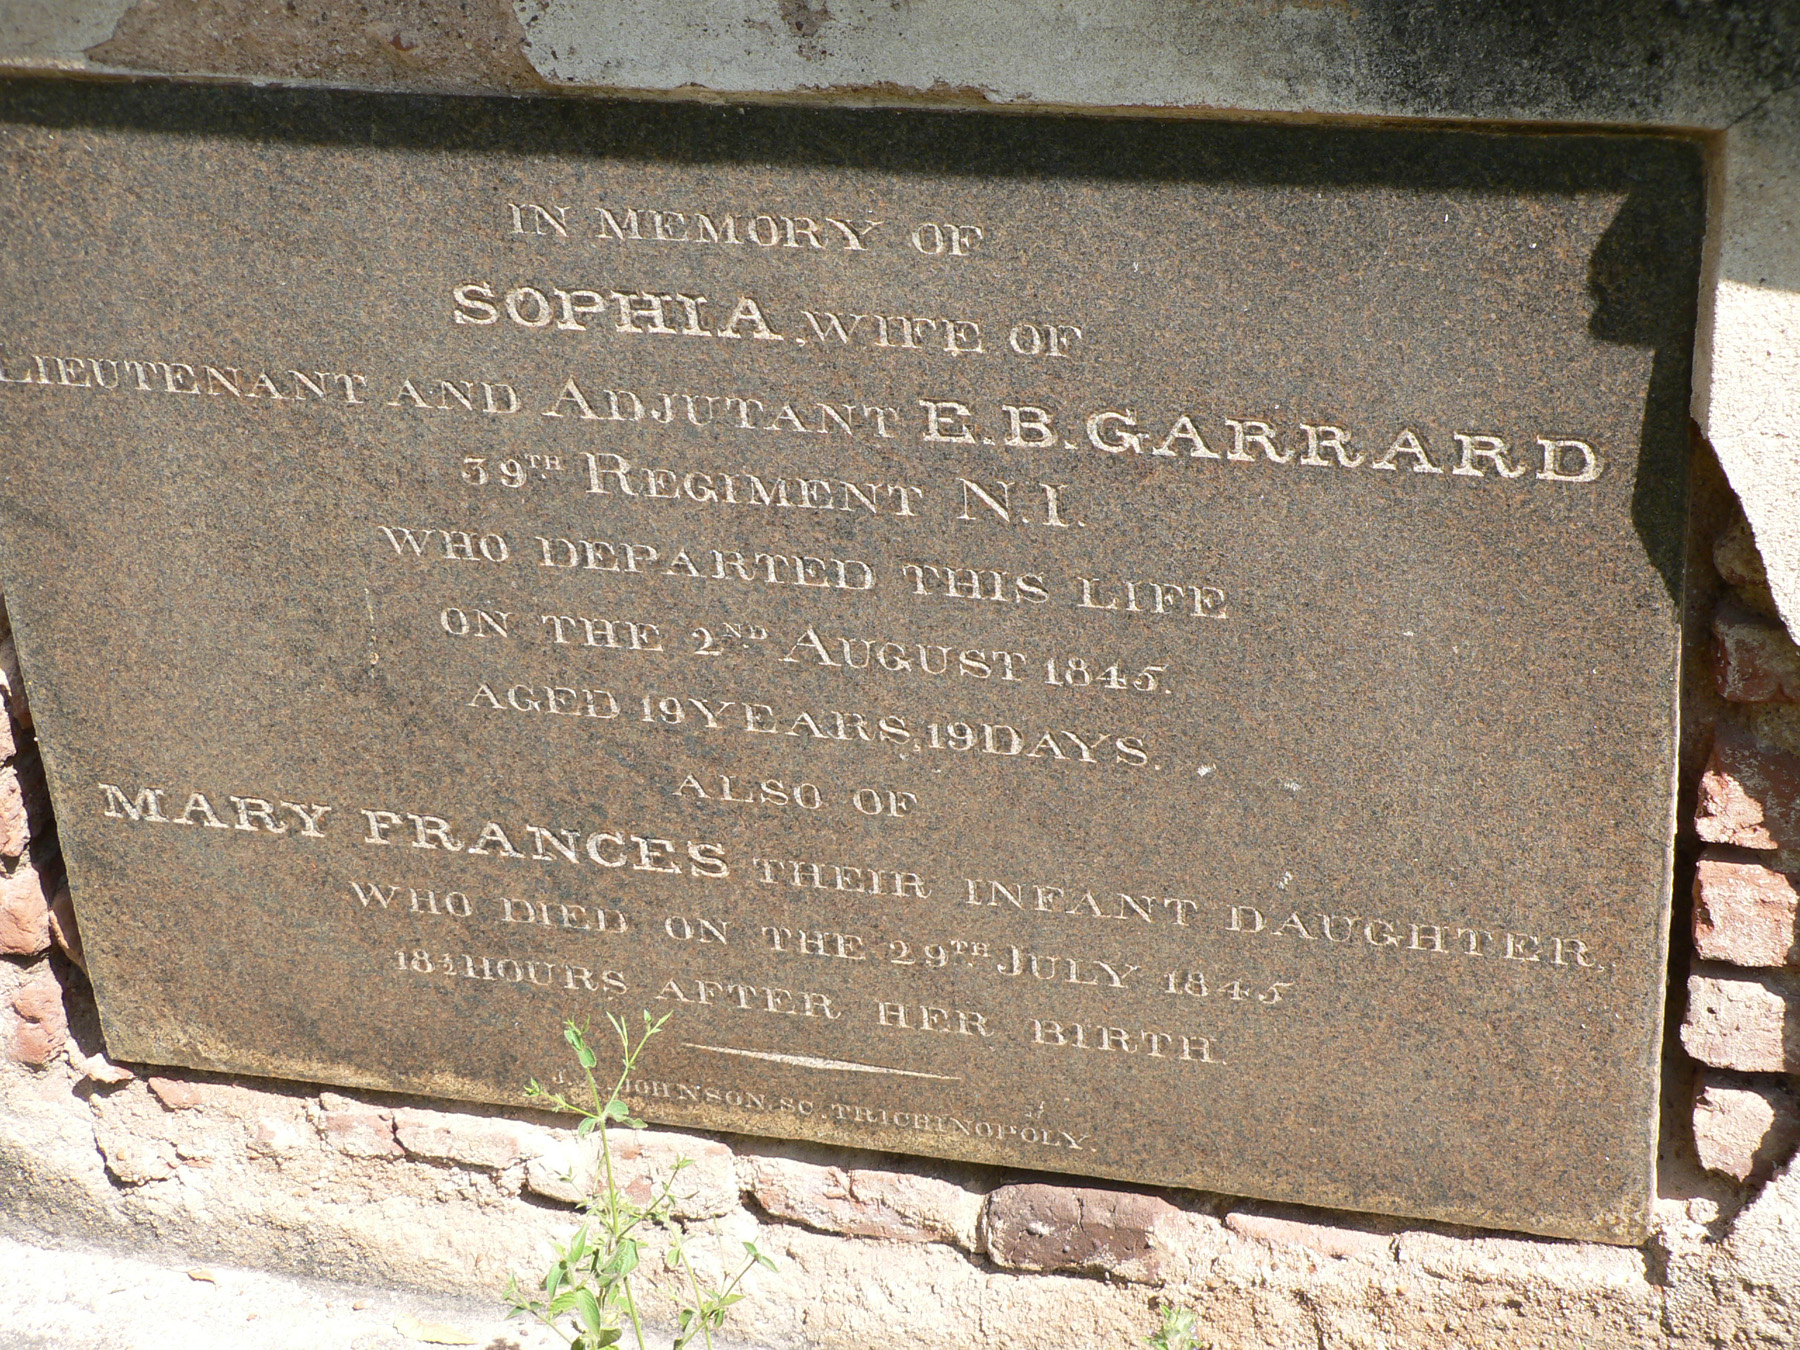 IN MEMORY OF
SOPHIA, WIFE OF
LIEUTENANT AND ADJUTANT E.B. GARRARD
39TH REGIMENT N.I.
WHO DEPARTED THIS LIFE
ON THE 2ND AUGUST 1845.
AGED 19 YEARS, 19 DAYS.
ALSO OF
MARY FRANCES THEIR INFANT DAUGHTER,
WHO DIED ON THE 29TH JULY 1845
18½ HOURS AFTER HER BIRTH.
JOHNSON. SC. TRICHINOPOLY.